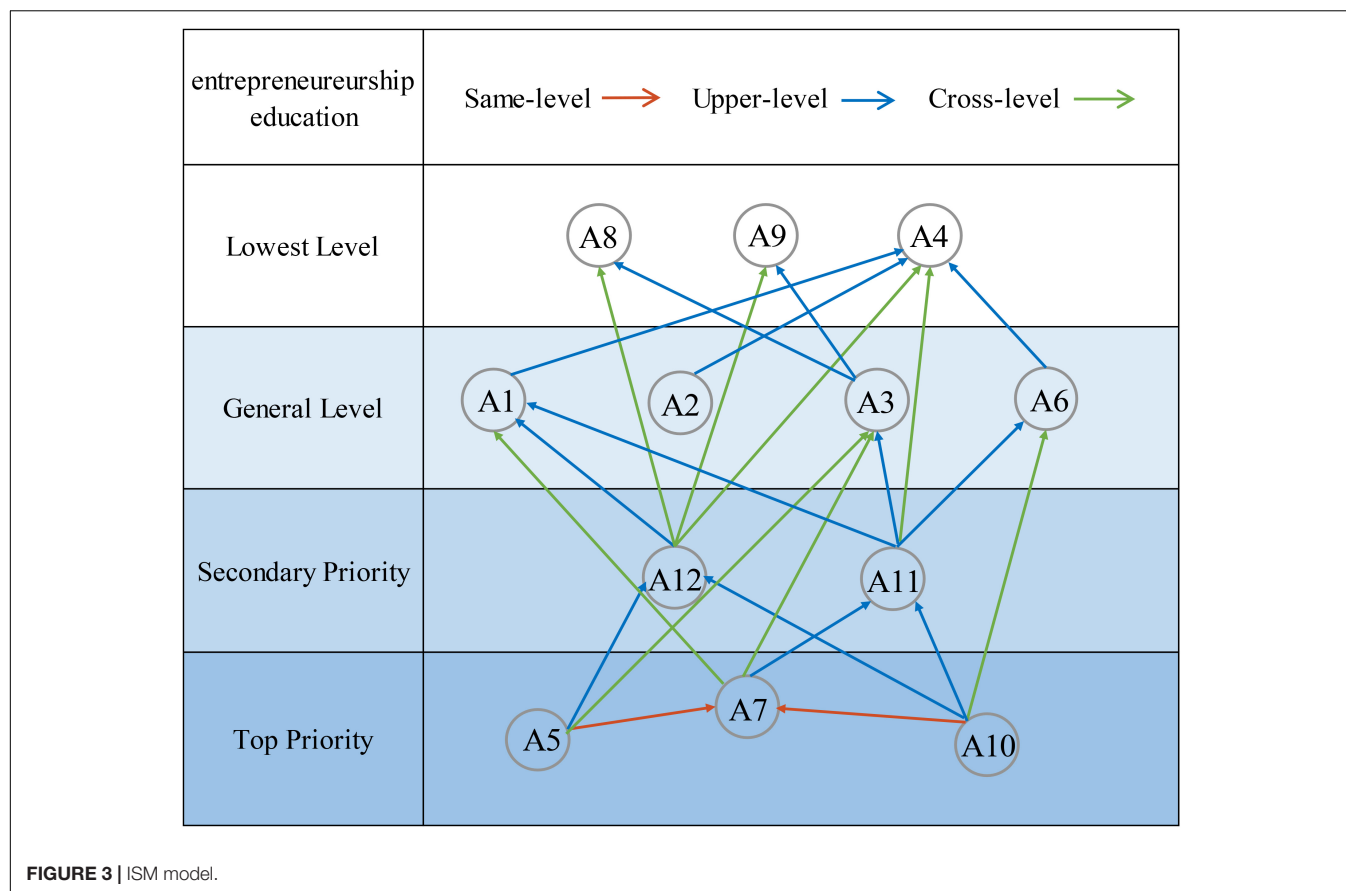 entrepreneureurship
education
Same-level
Upper-level
Cross-level
Lowest Level
A8
A9
A4
General Level
A1
A2
A3
A6
Secondary Priority
A12
A11
Top Priority
A5
A7
A10
FIGURE 3 | ISM model.